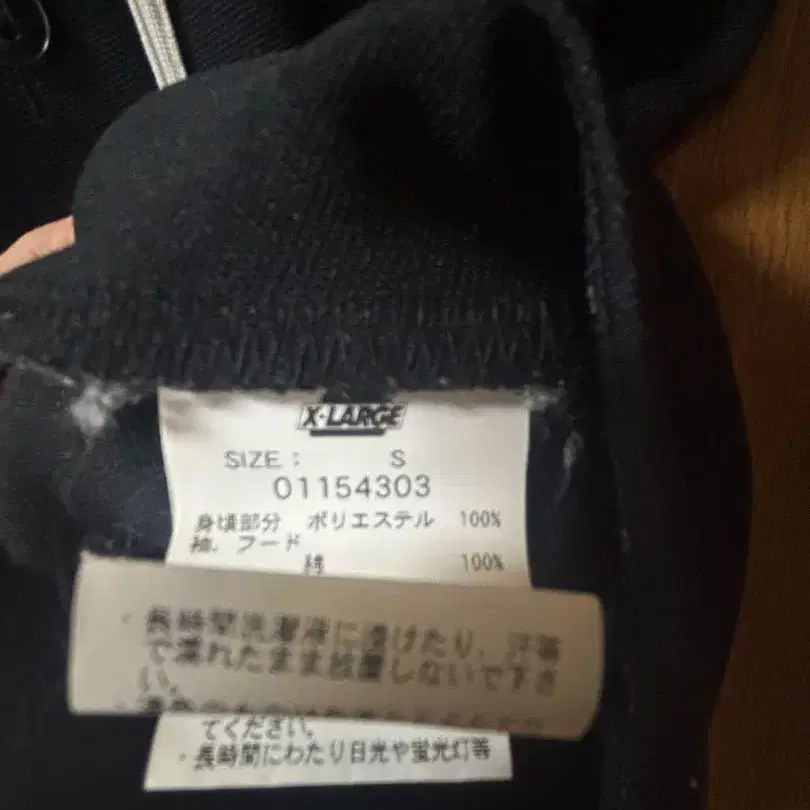 X-LARGE
SIZE : S
01154303
身頃部分 ポリエステル 100%
袖、フード
綿 100%
・長時間洗濯液に漬けたり、汗等
で濡れたまま放置しないで下さ
い。
てください。
・長時間にわたり日光や蛍光灯等